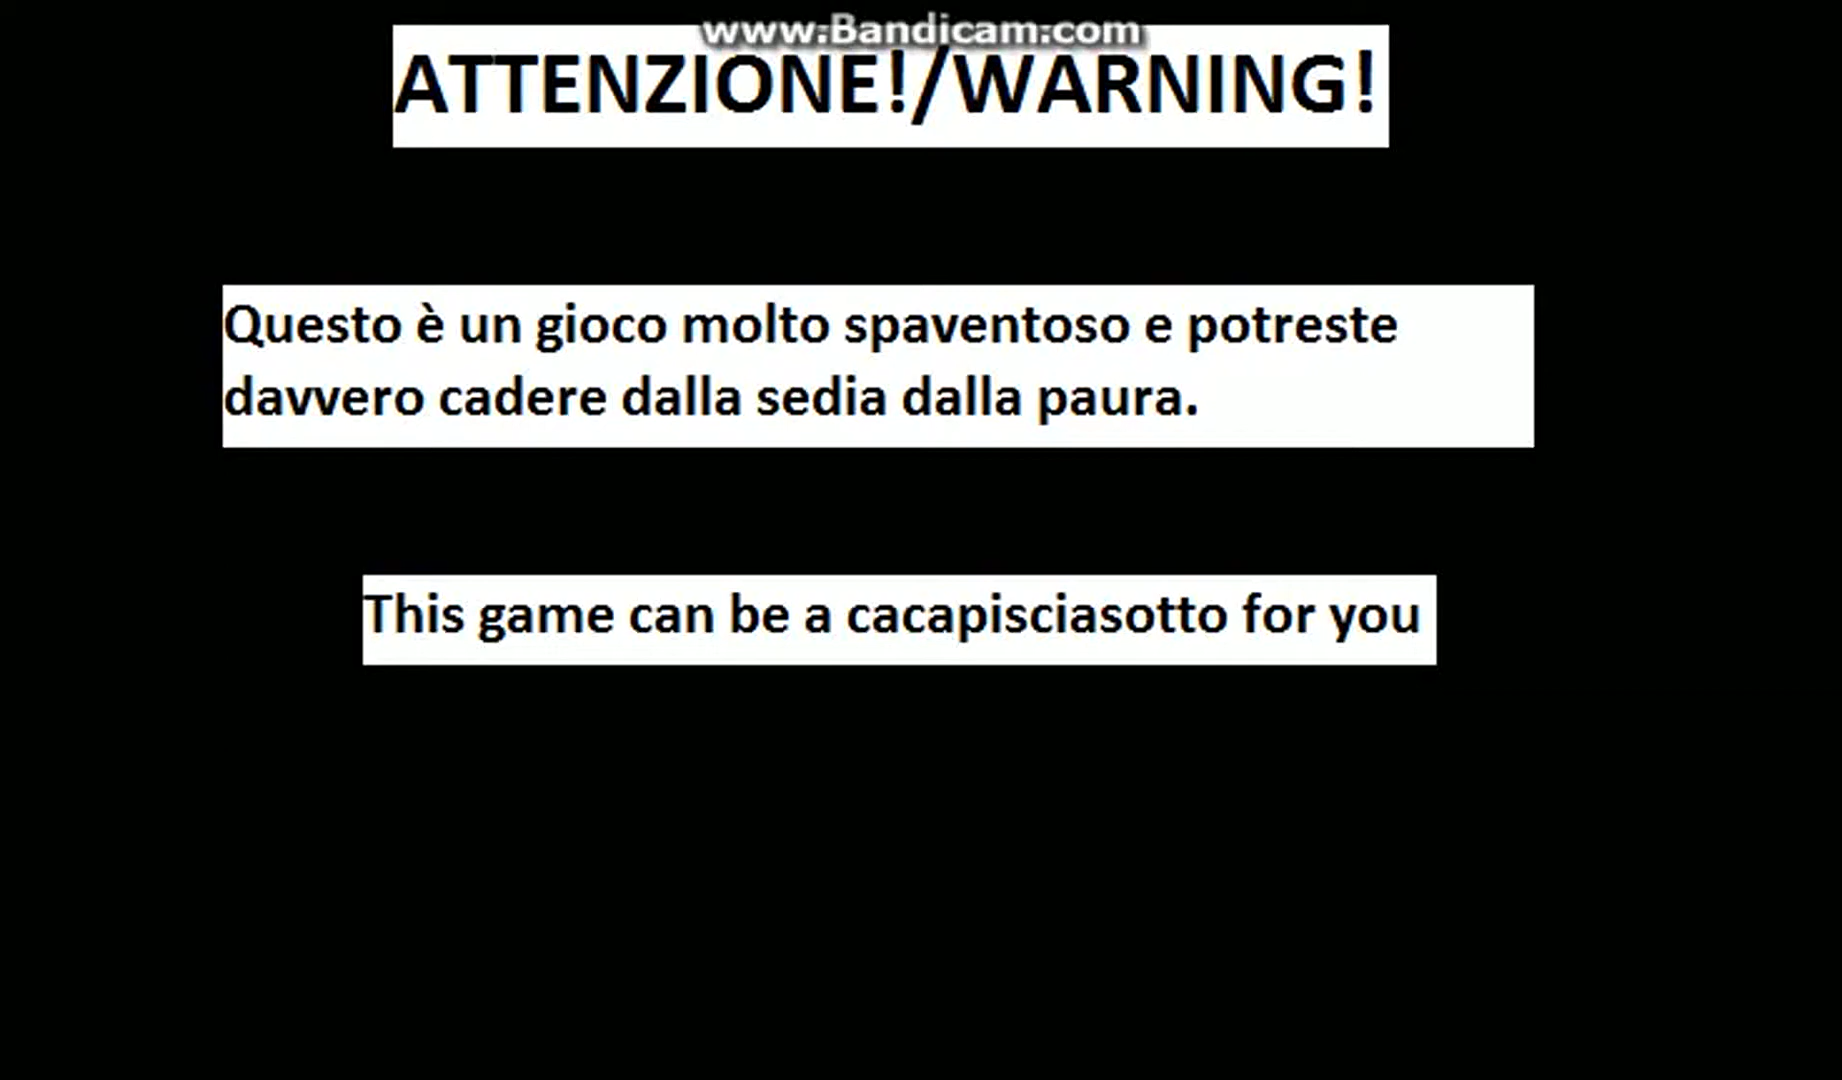 www.Bandicam.com
ATTENZIONE!/WARNING!
Questo è un gioco molto spaventoso e potreste
davvero cadere dalla sedia dalla paura.
This game can be a cacapisciasotto for you